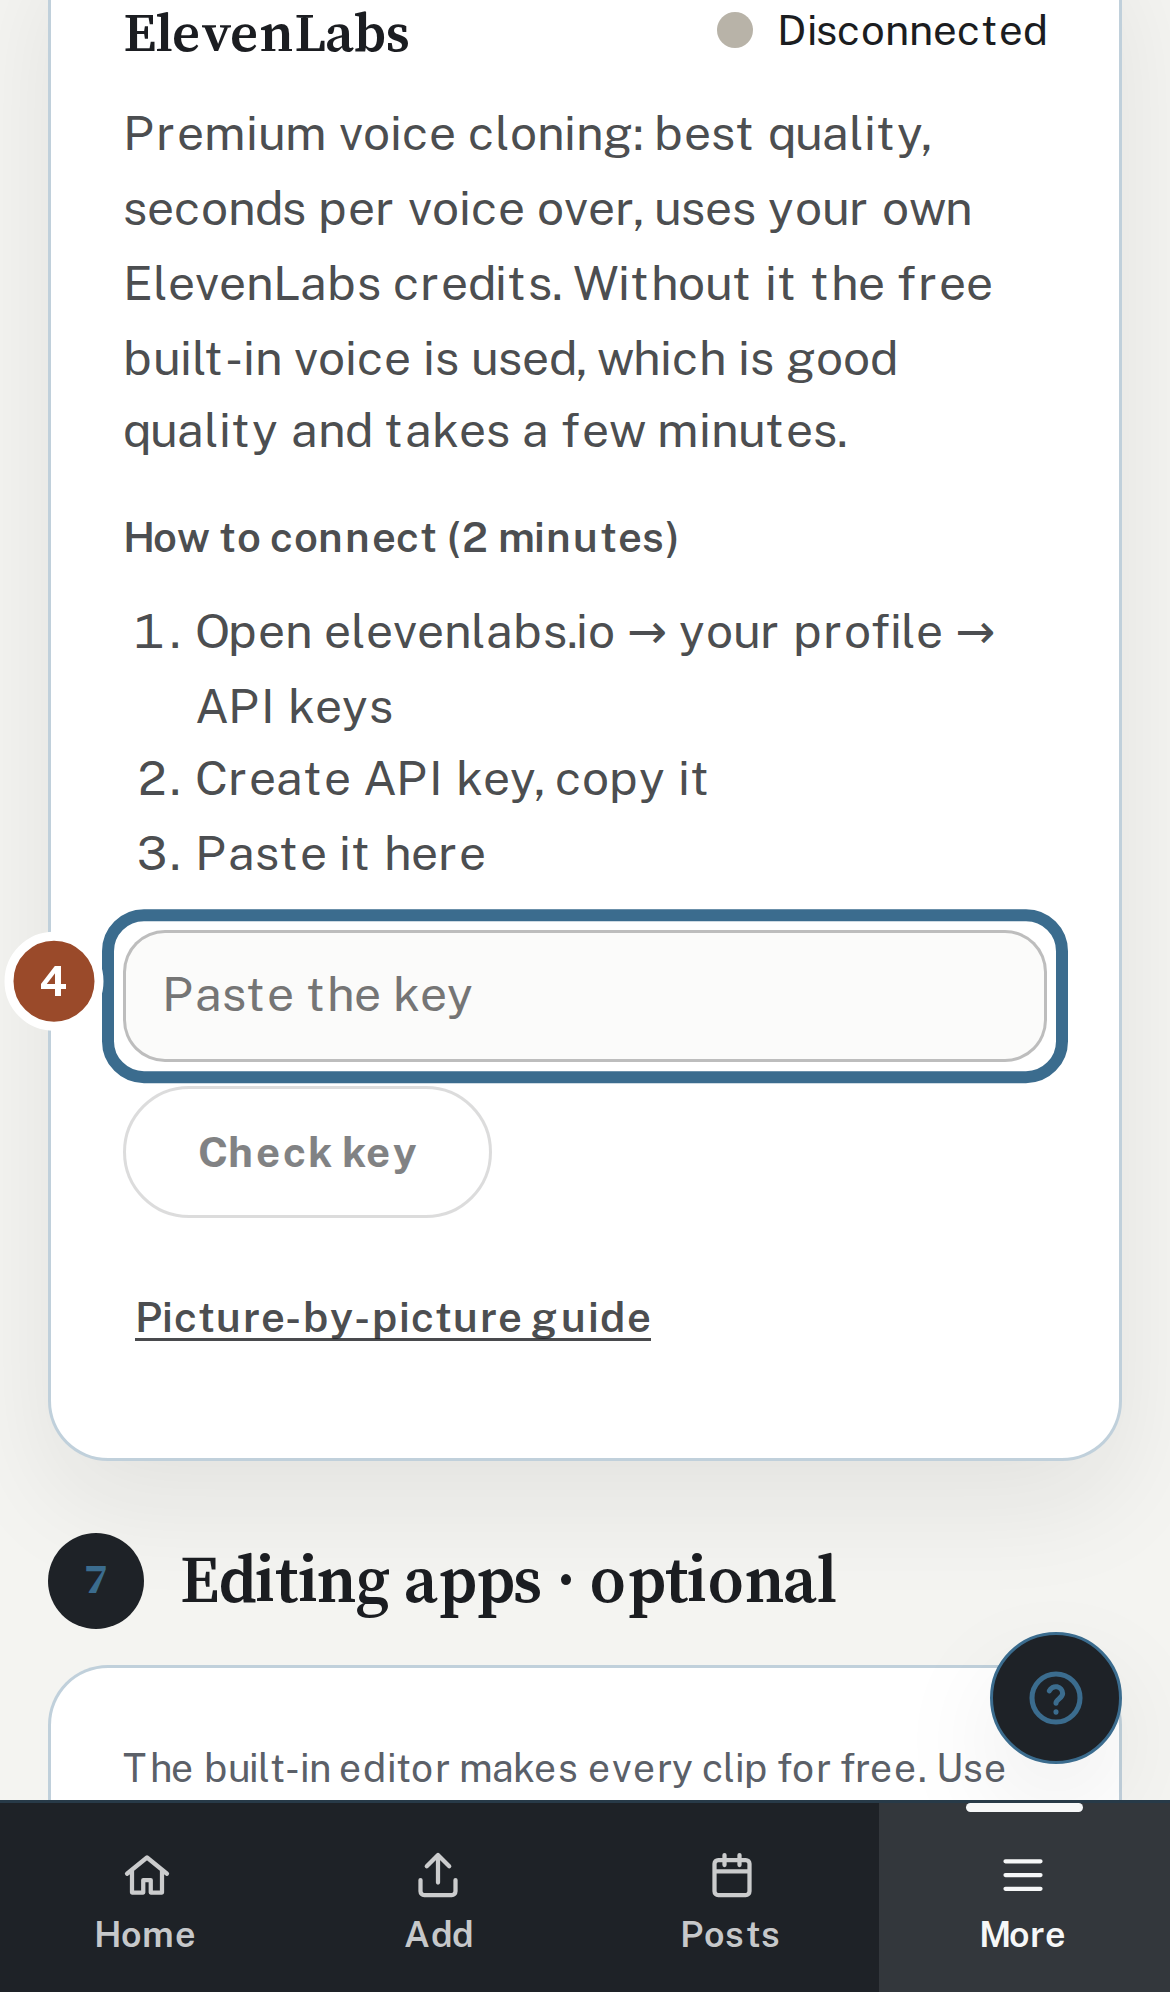 ElevenLabs
Disconnected
Premium voice cloning: best quality,
seconds per voice over, uses your own
ElevenLabs credits. Without it the free
built-in voice is used, which is good
quality and takes a few minutes.
How to connect (2 minutes)
1. Open elevenlabs.io → your profile →
API keys
2. Create API key, copy it
3. Paste it here
4
Paste the key
Check key
Picture-by-picture guide
7
Editing apps · optional
?
The built-in editor makes every clip for free. Use
Home
Add
Posts
More